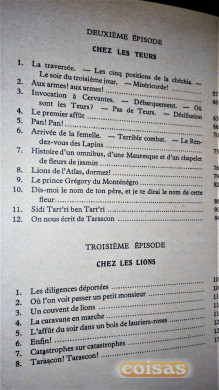 DEUXIÈME ÉPISODE
CHEZ LES TEURS
1. La traversée. — Les cinq positions de la chéchia. —
Le soir du troisième jour. — Miséricorde! 57
2. Aux armes! aux armes!
3. Invocation à Cervantes. — Débarquement. — Où
sont les Teurs? — Pas de Teurs. — Désillusion
4. Le premier affût
5. Pan! Pan!
6. Arrivée de la femelle. — Terrible combat. — Le Ren-
dez-vous des Lapins
7. Histoire d'un omnibus, d'une Mauresque et d'un chapelet
de fleurs de jasmin
8. Lions de l'Atlas, dormez!
9. Le prince Grégory du Monténégro
10. Dis-moi le nom de ton père, et je te dirai le nom de cette
fleur
11. Sidi Tart'ri ben Tart'ri
12. On nous écrit de Tarascon
TROISIÈME ÉPISODE
CHEZ LES LIONS
1. Les diligences déportées
2. Où l'on voit passer un petit monsieur
3. Un couvent de lions
4. La caravane en marche
5. L'affût du soir dans un bois de lauriers-roses
6. Enfin!
7. Catastrophes sur catastrophes
8. Tarascon! Tarascon!
coisas